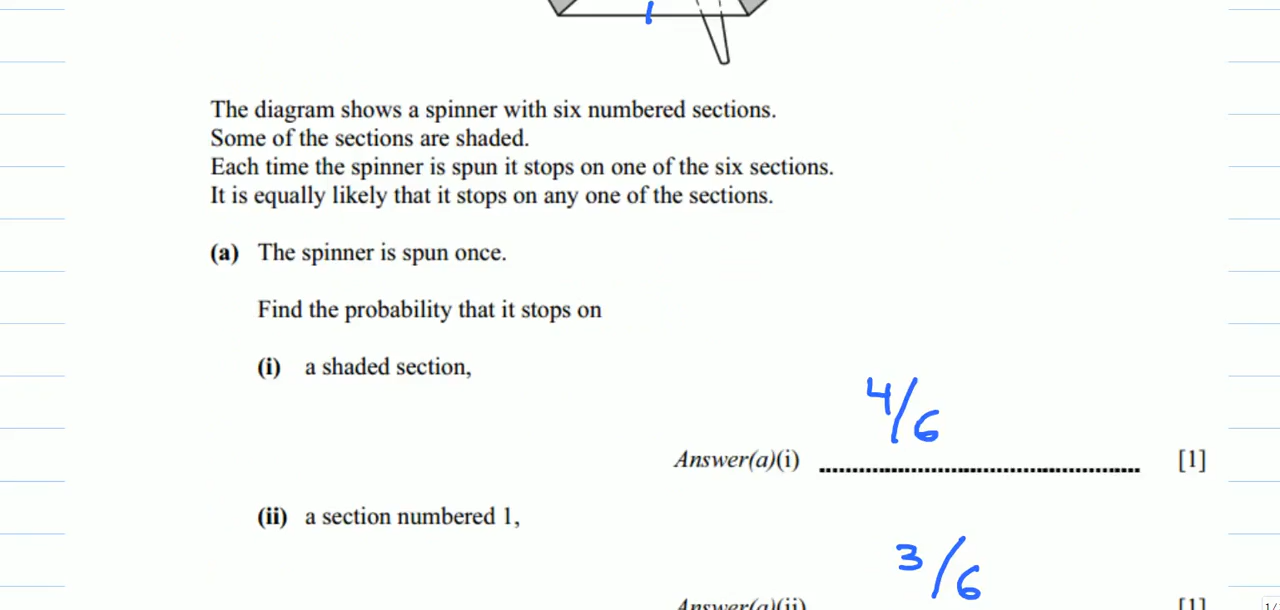 1
The diagram shows a spinner with six numbered sections.
Some of the sections are shaded.
Each time the spinner is spun it stops on one of the six sections.
It is equally likely that it stops on any one of the sections.
(a) The spinner is spun once.
Find the probability that it stops on
(i) a shaded section,
4/6
Answer(a)(i) ........................................ [1]
(ii) a section numbered 1,
3/6
Answer(a)(ii) [1]